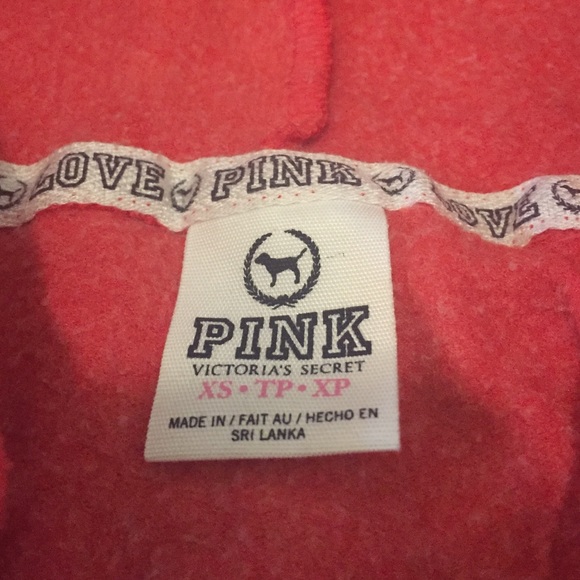 LOVE PINK LOVE
PINK
VICTORIA'S SECRET
XS • TP • XP
MADE IN / FAIT AU / HECHO EN
SRI LANKA